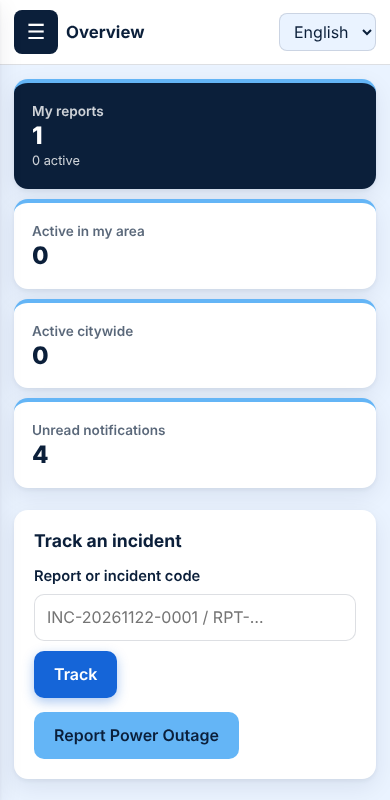 ☰ Overview English
My reports
1
0 active
Active in my area
0
Active citywide
0
Unread notifications
4
Track an incident
Report or incident code
INC-20261122-0001 / RPT-...
Track
Report Power Outage